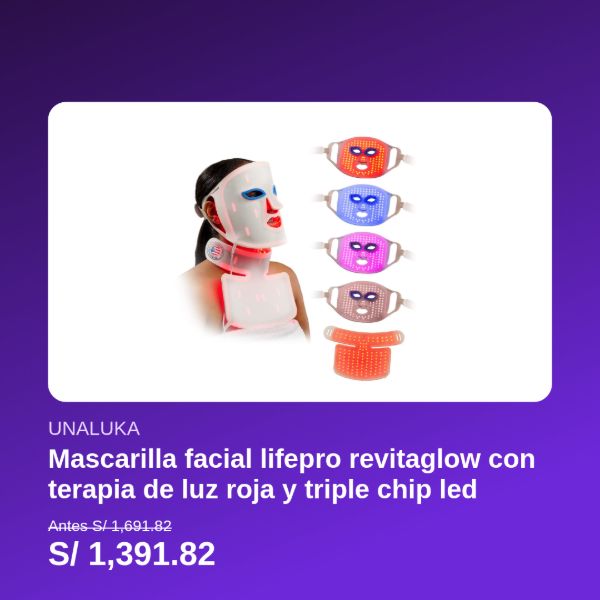 UNALUKA
Mascarilla facial lifepro revitaglow con
terapia de luz roja y triple chip led
Antes S/ 1,691.82
S/ 1,391.82